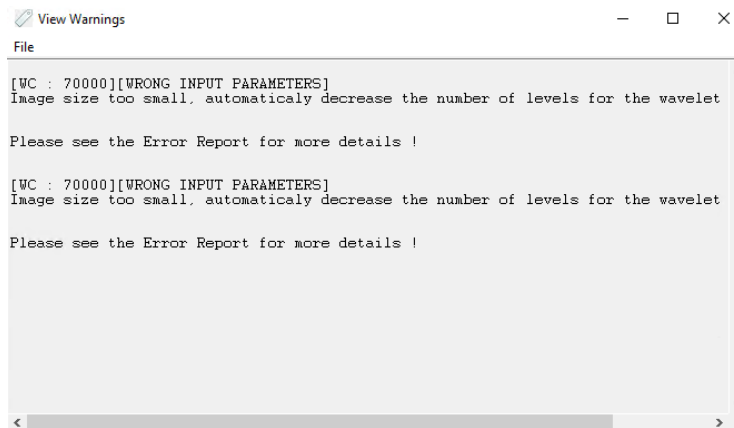 View Warnings
File
[WC : 70000][WRONG INPUT PARAMETERS]
Image size too small, automaticaly decrease the number of levels for the wavelet
Please see the Error Report for more details !
[WC : 70000][WRONG INPUT PARAMETERS]
Image size too small, automaticaly decrease the number of levels for the wavelet
Please see the Error Report for more details !